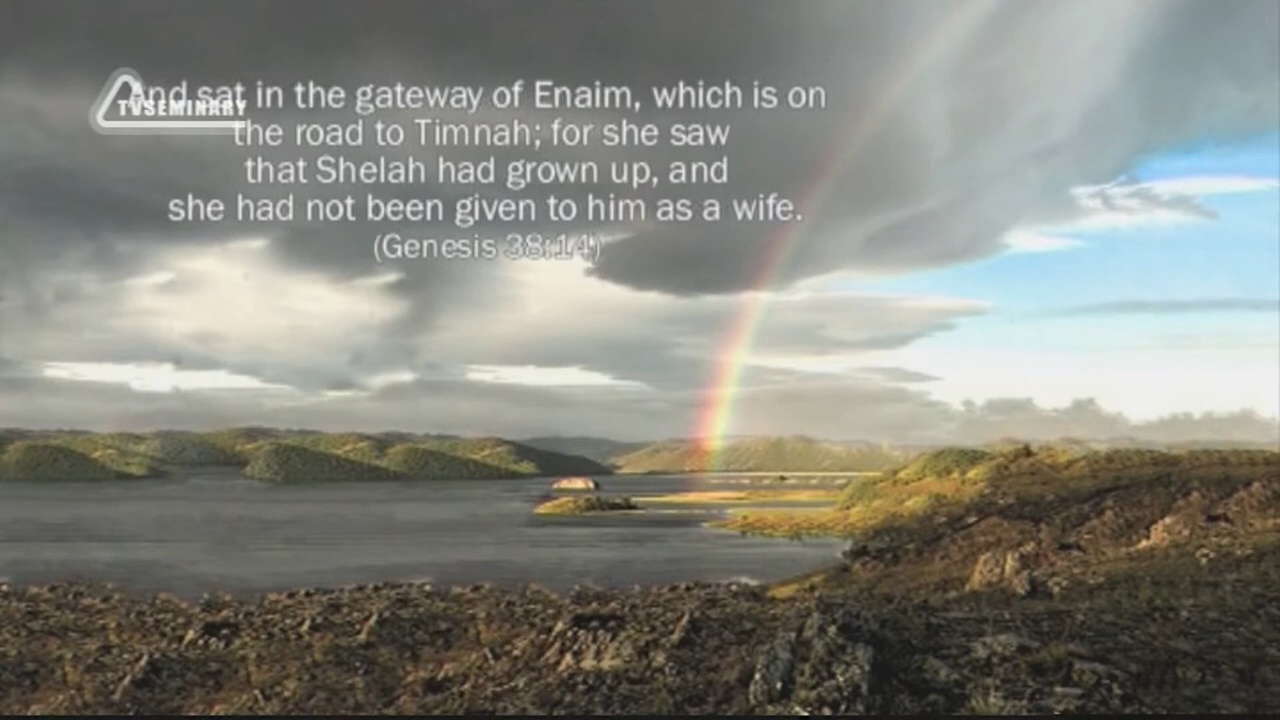 And sat in the gateway of Enaim, which is on
TVSEMINARY
the road to Timnah; for she saw
that Shelah had grown up, and
she had not been given to him as a wife.
(Genesis 38:14)